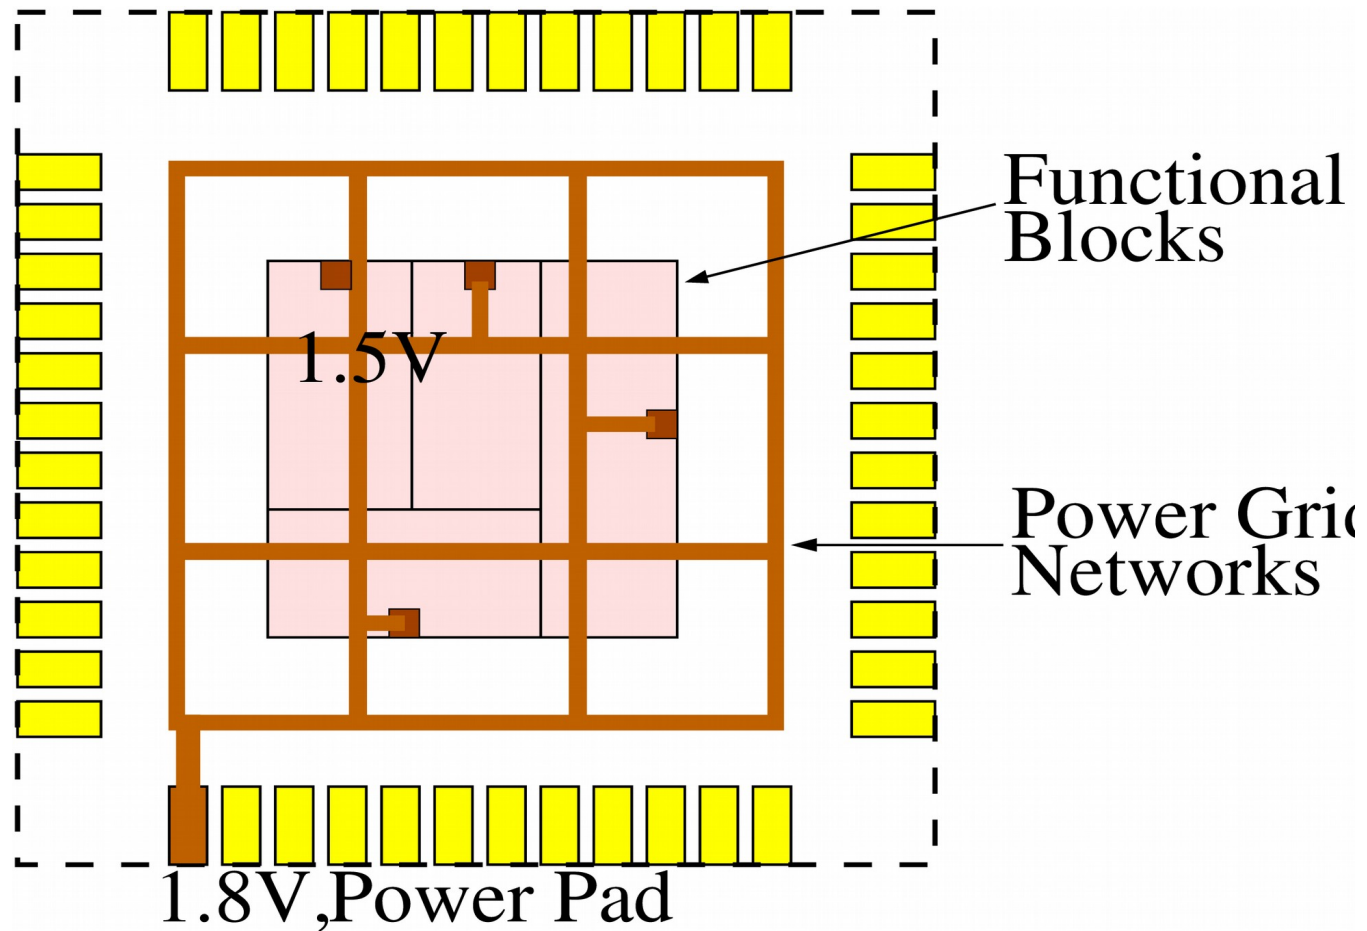 Functional
Blocks
1.5V
Power Gri
Networks
1.8V,Power Pad